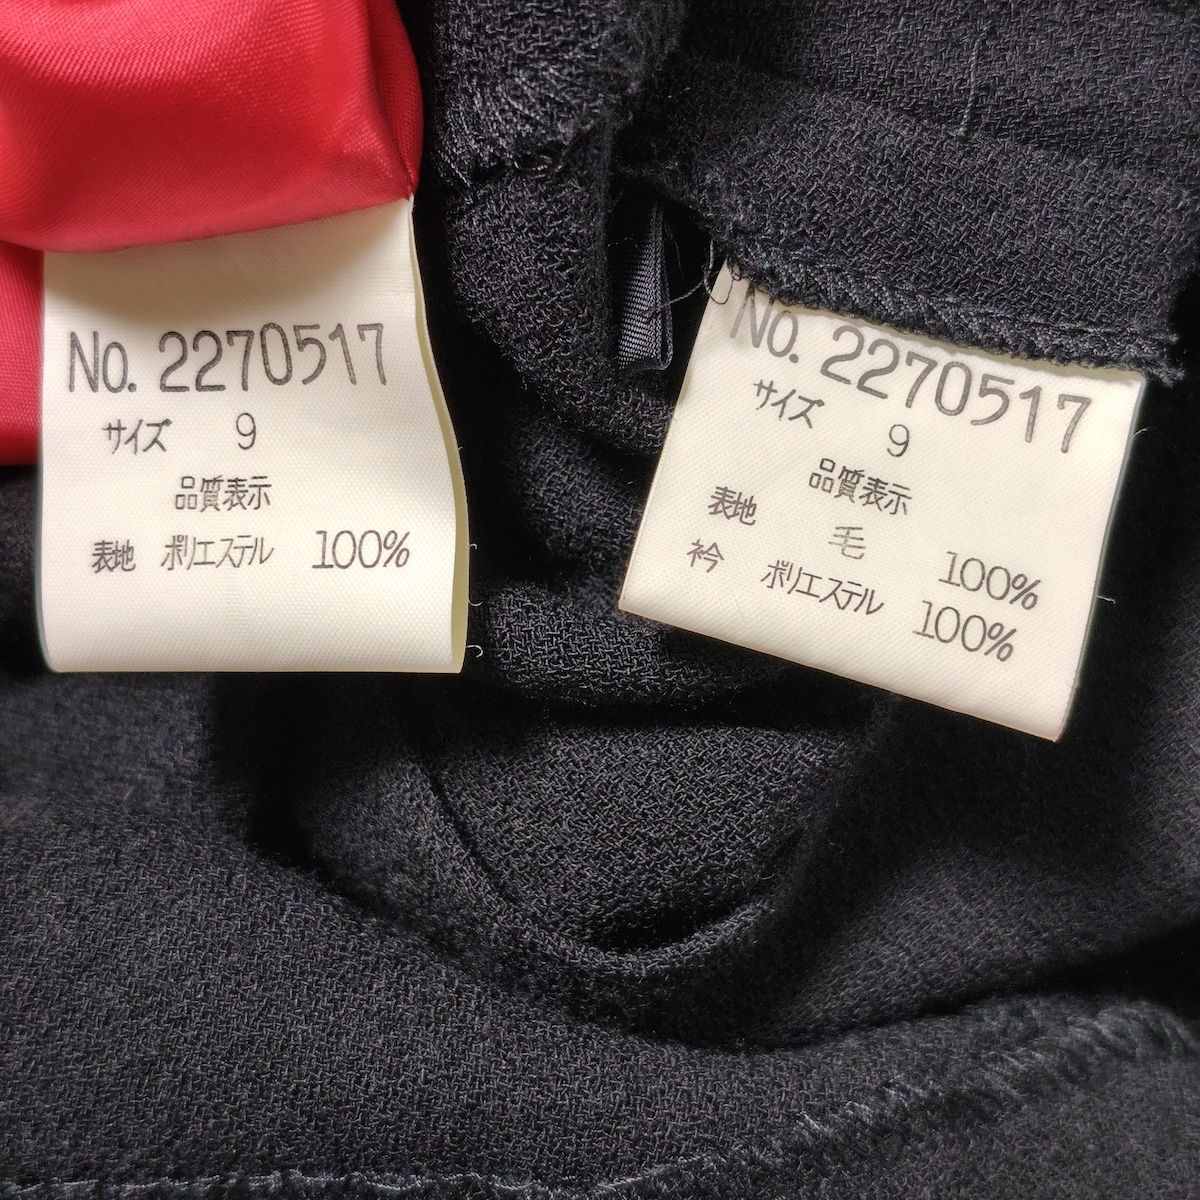 No. 2270517
サイズ 9
品質表示
表地 ポリエステル 100%
No. 2270517
サイズ 9
品質表示
表地 毛 100%
衿 ポリエステル 100%